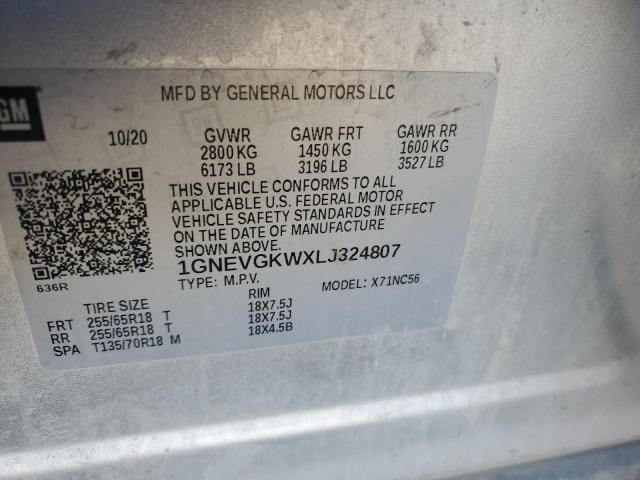 GM
MFD BY GENERAL MOTORS LLC
10/20 GVWR GAWR FRT GAWR RR
2800 KG 1450 KG 1600 KG
6173 LB 3196 LB 3527 LB
THIS VEHICLE CONFORMS TO ALL
APPLICABLE U.S. FEDERAL MOTOR
VEHICLE SAFETY STANDARDS IN EFFECT
ON THE DATE OF MANUFACTURE
SHOWN ABOVE.
636R
1GNEVGKWXLJ324807
TYPE: M.P.V. MODEL: X71NC56
TIRE SIZE RIM
FRT 255/65R18 T 18X7.5J
RR 255/65R18 T 18X7.5J
SPA T135/70R18 M 18X4.5B